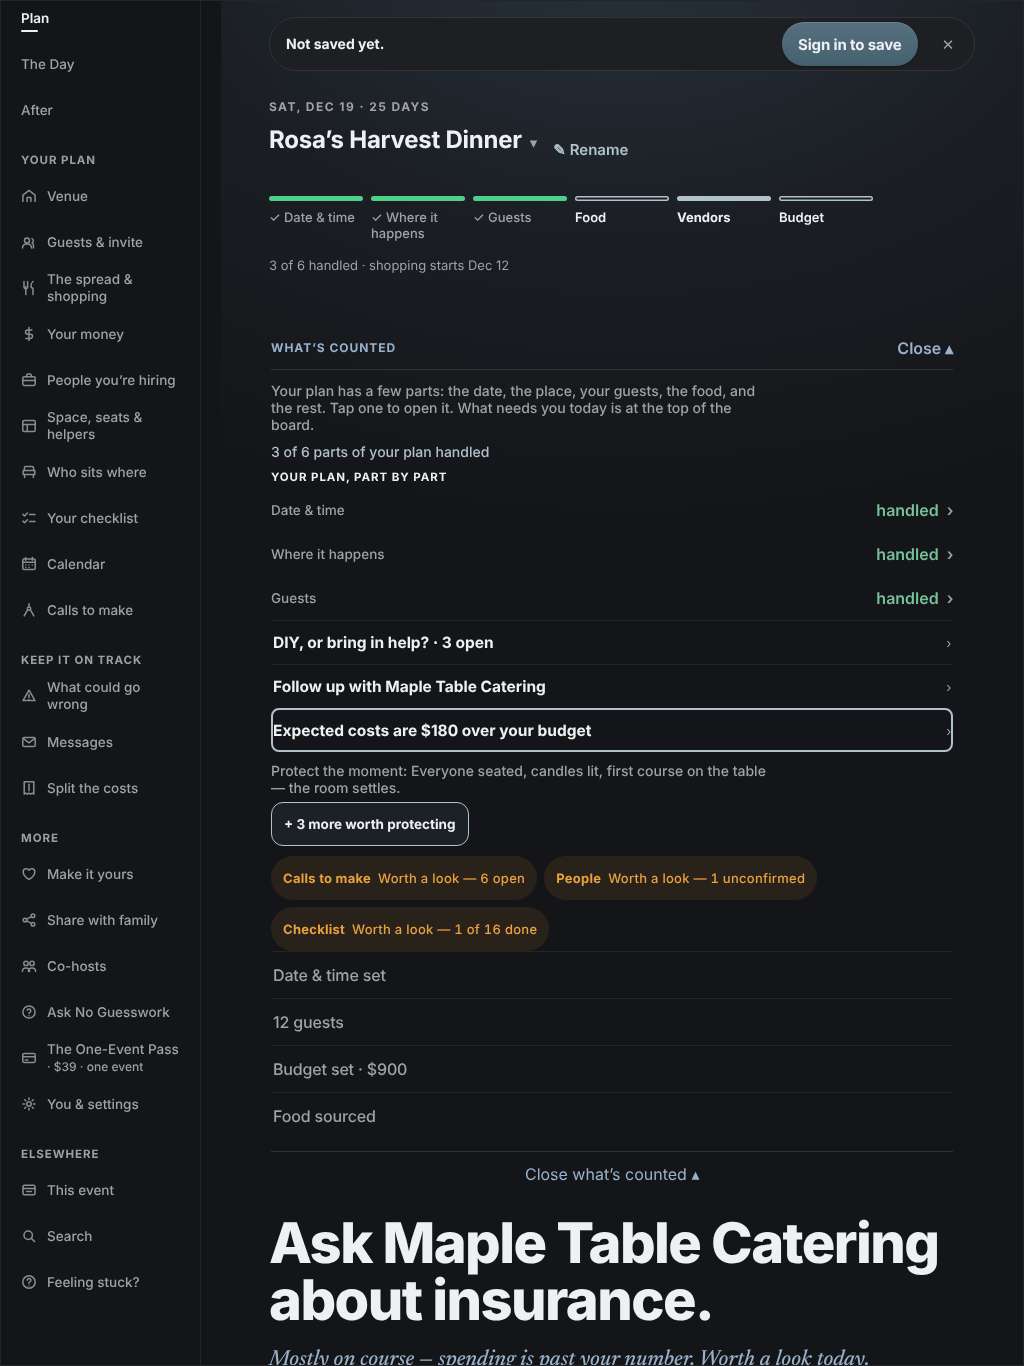 Plan
The Day
After
YOUR PLAN
Venue
Guests & invite
The spread &
shopping
Your money
People you’re hiring
Space, seats &
helpers
Who sits where
Your checklist
Calendar
Calls to make
KEEP IT ON TRACK
What could go
wrong
Messages
Split the costs
MORE
Make it yours
Share with family
Co-hosts
Ask No Guesswork
The One-Event Pass
· $39 · one event
You & settings
ELSEWHERE
This event
Search
Feeling stuck?
Not saved yet.
Sign in to save ×
SAT, DEC 19 · 25 DAYS
Rosa’s Harvest Dinner ▾ ✎ Rename
✓ Date & time
✓ Where it
happens
✓ Guests
Food
Vendors
Budget
3 of 6 handled · shopping starts Dec 12
WHAT’S COUNTED
Close ▴
Your plan has a few parts: the date, the place, your guests, the food, and
the rest. Tap one to open it. What needs you today is at the top of the
board.
3 of 6 parts of your plan handled
YOUR PLAN, PART BY PART
Date & time handled ›
Where it happens handled ›
Guests handled ›
DIY, or bring in help? · 3 open ›
Follow up with Maple Table Catering ›
Expected costs are $180 over your budget ›
Protect the moment: Everyone seated, candles lit, first course on the table
— the room settles.
+ 3 more worth protecting
Calls to make Worth a look — 6 open
People Worth a look — 1 unconfirmed
Checklist Worth a look — 1 of 16 done
Date & time set
12 guests
Budget set · $900
Food sourced
Close what’s counted ▴
Ask Maple Table Catering
about insurance.
Mostly on course — spending is past your number. Worth a look today.